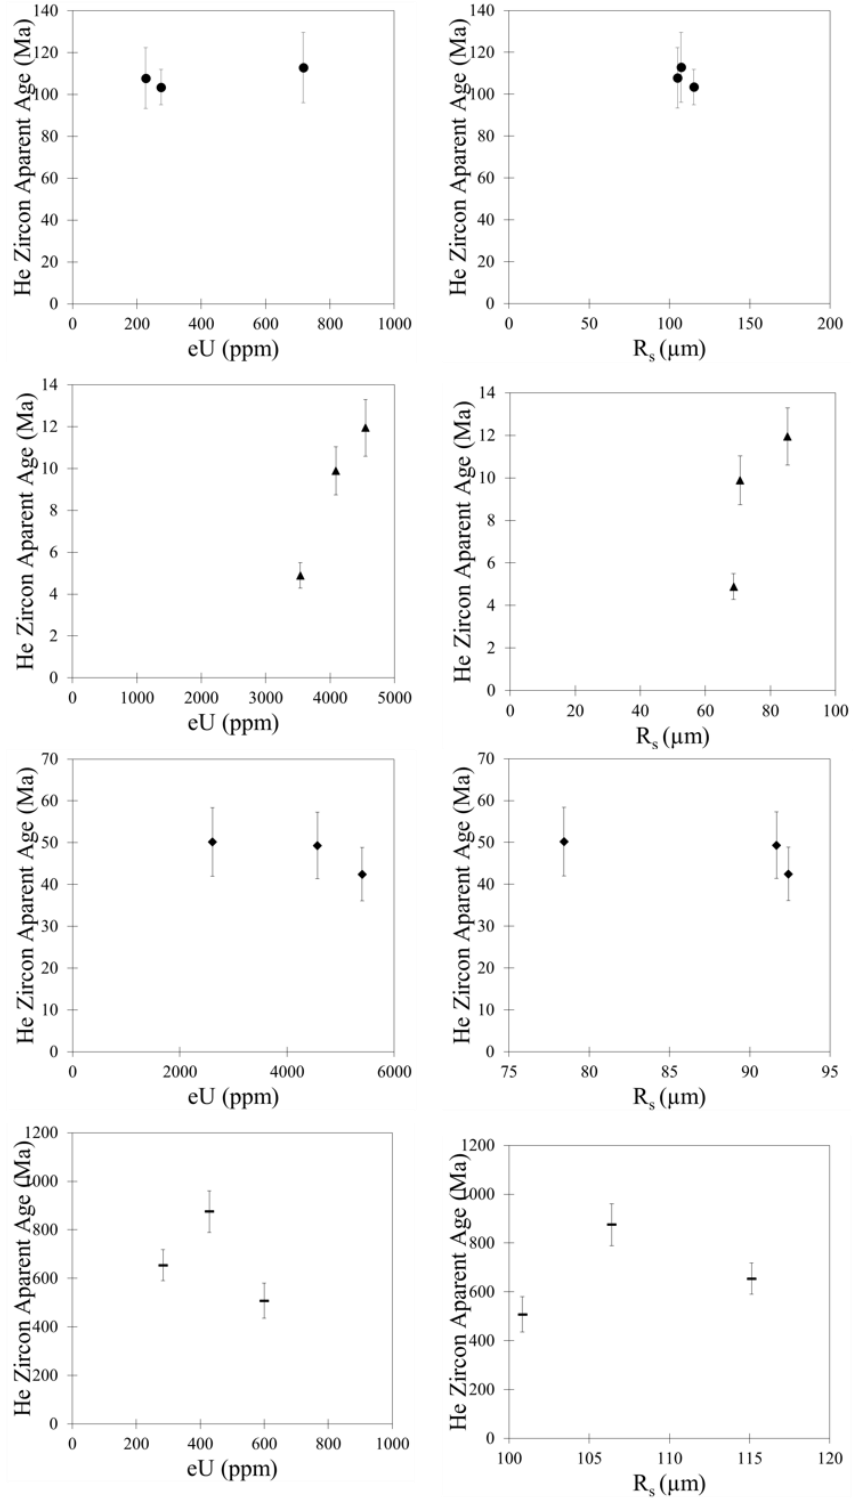 He Zircon Aparent Age (Ma)
140
120
100
80
60
40
20
0
0 200 400 600 800 1000
eU (ppm)
He Zircon Aparent Age (Ma)
140
120
100
80
60
40
20
0
0 50 100 150 200
Rs (µm)
He Zircon Aparent Age (Ma)
14
12
10
8
6
4
2
0
0 1000 2000 3000 4000 5000
eU (ppm)
He Zircon Aparent Age (Ma)
14
12
10
8
6
4
2
0
0 20 40 60 80 100
Rs (µm)
He Zircon Aparent Age (Ma)
70
60
50
40
30
20
10
0
0 2000 4000 6000
eU (ppm)
He Zircon Aparent Age (Ma)
70
60
50
40
30
20
10
0
75 80 85 90 95
Rs (µm)
He Zircon Aparent Age (Ma)
1200
1000
800
600
400
200
0
0 200 400 600 800 1000
eU (ppm)
He Zircon Aparent Age (Ma)
1200
1000
800
600
400
200
0
100 105 110 115 120
Rs (µm)